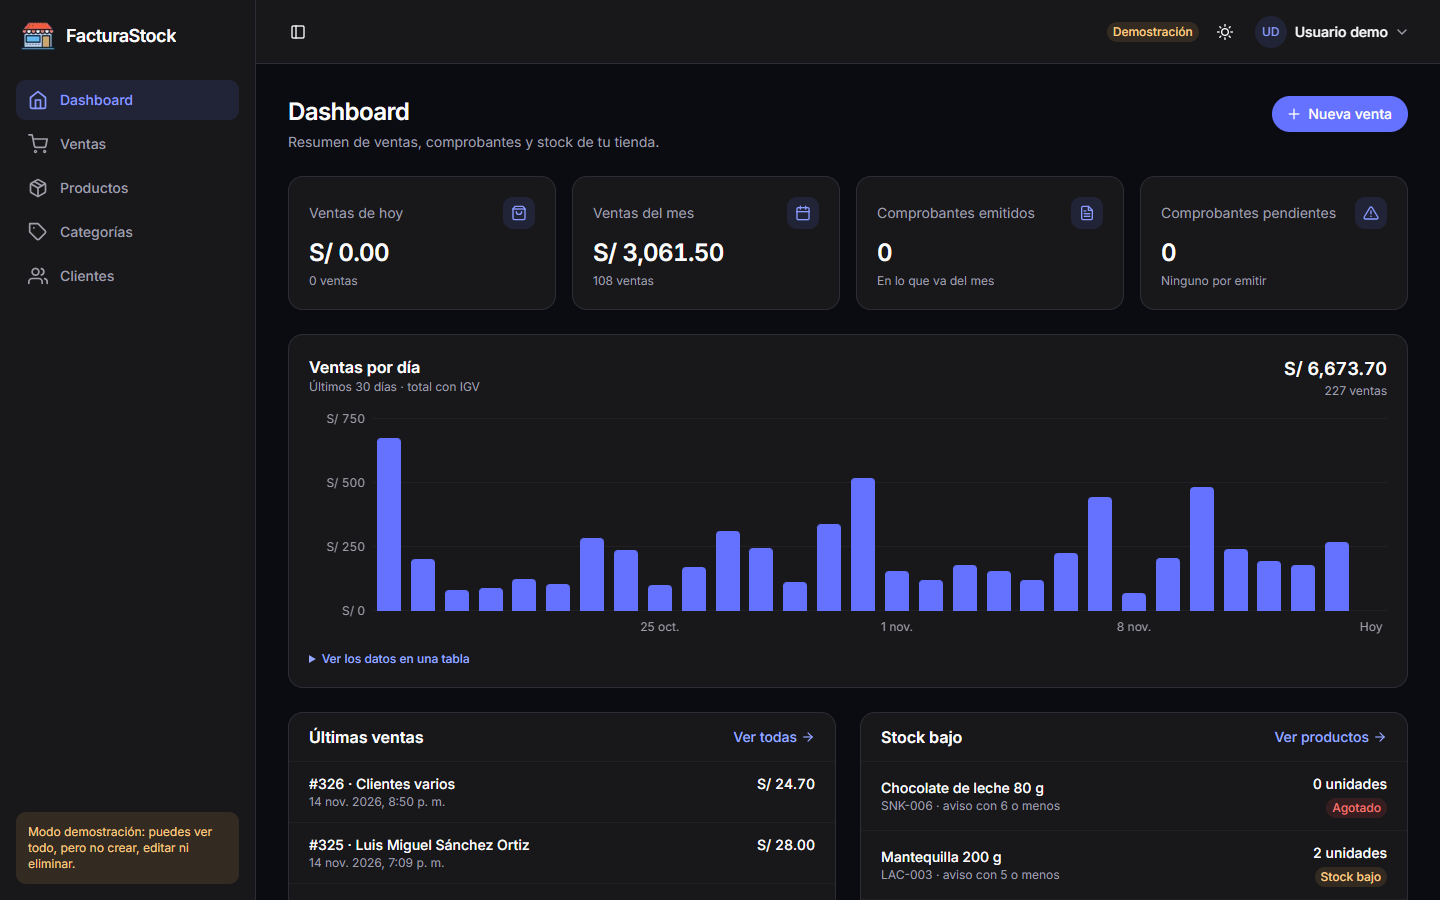 FacturaStock
Dashboard
Ventas
Productos
Categorías
Clientes
Modo demostración: puedes ver
todo, pero no crear, editar ni
eliminar.
Demostración
UD
Usuario demo
Dashboard
Resumen de ventas, comprobantes y stock de tu tienda.
Nueva venta
Ventas de hoy
S/ 0.00
0 ventas
Ventas del mes
S/ 3,061.50
108 ventas
Comprobantes emitidos
0
En lo que va del mes
Comprobantes pendientes
0
Ninguno por emitir
Ventas por día
Últimos 30 días · total con IGV
S/ 6,673.70
227 ventas
S/ 750
S/ 500
S/ 250
S/ 0
25 oct.
1 nov.
8 nov.
Hoy
Ver los datos en una tabla
Últimas ventas
Ver todas →
#326 · Clientes varios
14 nov. 2026, 8:50 p. m.
S/ 24.70
#325 · Luis Miguel Sánchez Ortiz
14 nov. 2026, 7:09 p. m.
S/ 28.00
Stock bajo
Ver productos →
Chocolate de leche 80 g
SNK-006 · aviso con 6 o menos
0 unidades
Agotado
Mantequilla 200 g
LAC-003 · aviso con 5 o menos
2 unidades
Stock bajo